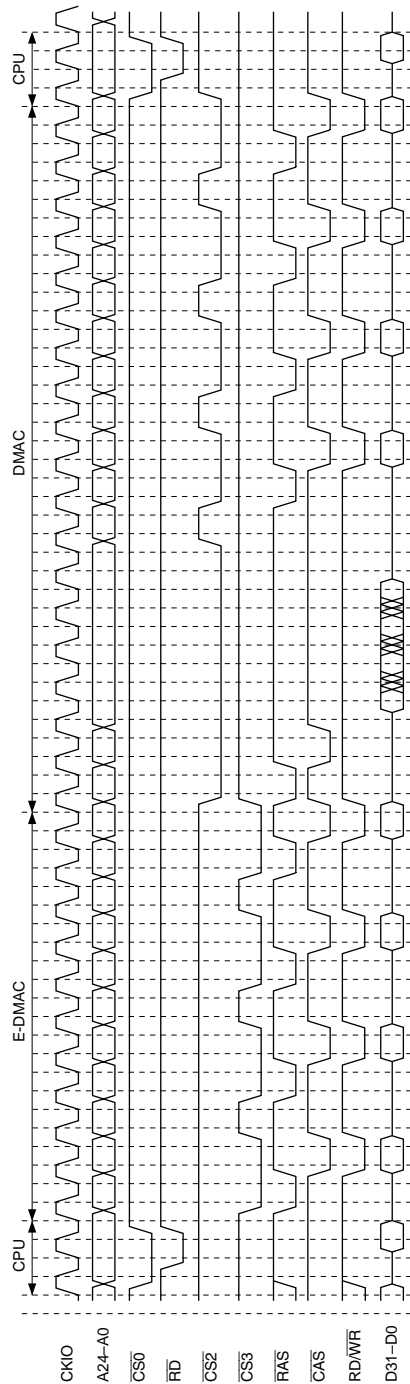 CPU E-DMAC DMAC CPU
CKIO
A24–A0
CS0
RD
CS2
CS3
RAS
CAS
RD/WR
D31–D0